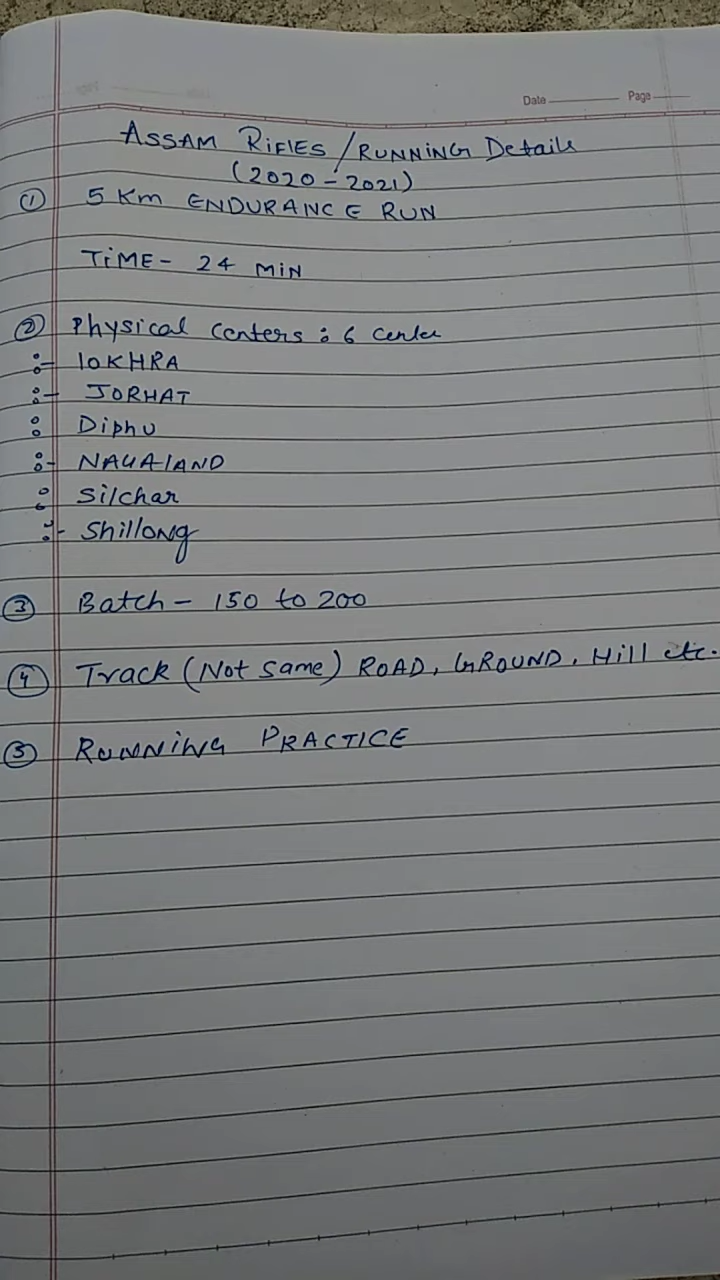 Date
Page
ASSAM RIFLES / RUNNING Details
(2020-2021)
① 5 Km ENDURANCE RUN
TiME- 24 MiN
② Physical Centers : 6 Center
:- lOKHRA
:- JORHAT
: Diphu
:- NAGAlAND
: Silchar
:- Shillong
③ Batch - 150 to 200
④ Track (Not Same) ROAD, GROUND, Hill etc.
⑤ RUNNiNG PRACTICE